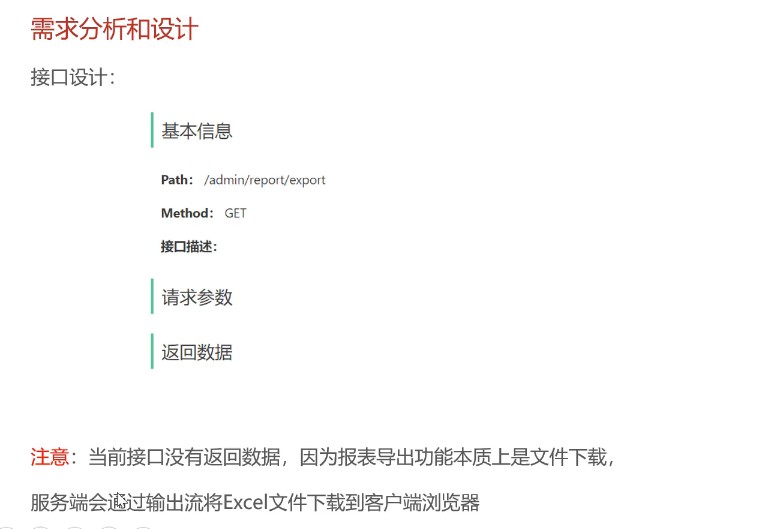 需求分析和设计
接口设计：
基本信息
Path： /admin/report/export
Method： GET
接口描述：
请求参数
返回数据
注意：当前接口没有返回数据，因为报表导出功能本质上是文件下载，
服务端会通过输出流将Excel文件下载到客户端浏览器